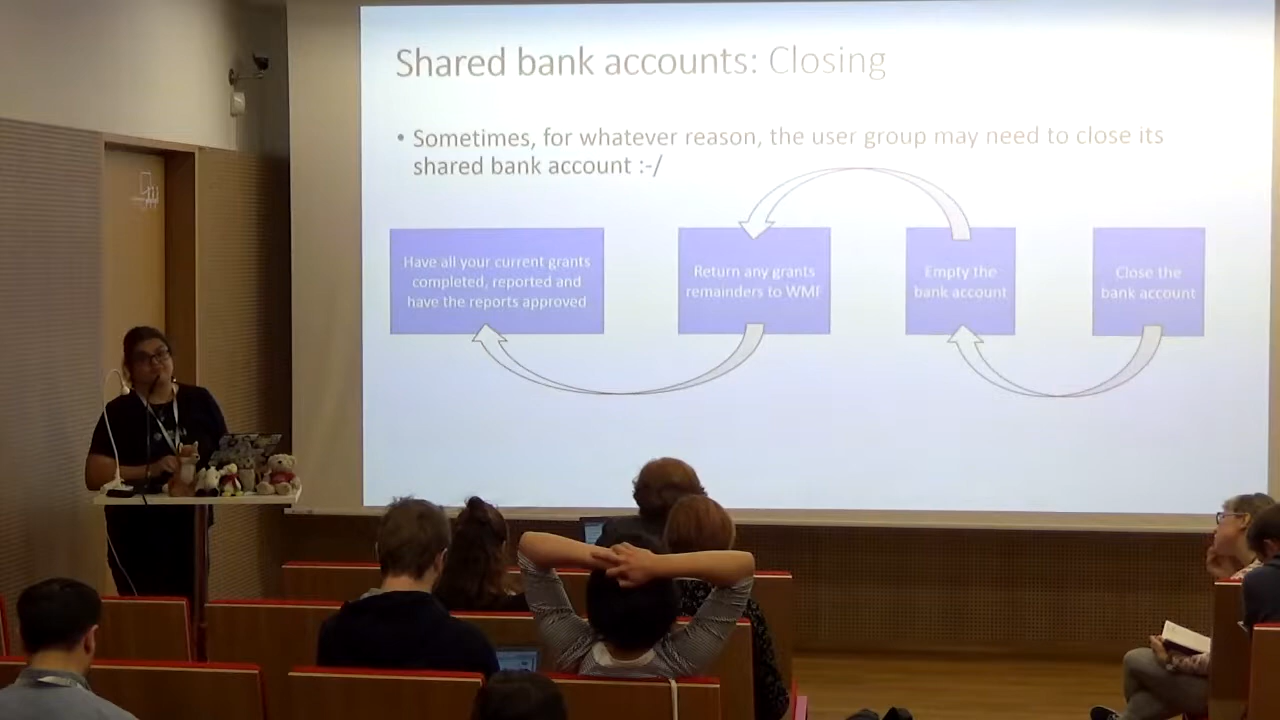 Shared bank accounts: Closing
• Sometimes, for whatever reason, the user group may need to close its
shared bank account :-/
Have all your current grants
completed, reported and
have the reports approved
Return any grants
remainders to WMF
Empty the
bank account
Close the
bank account